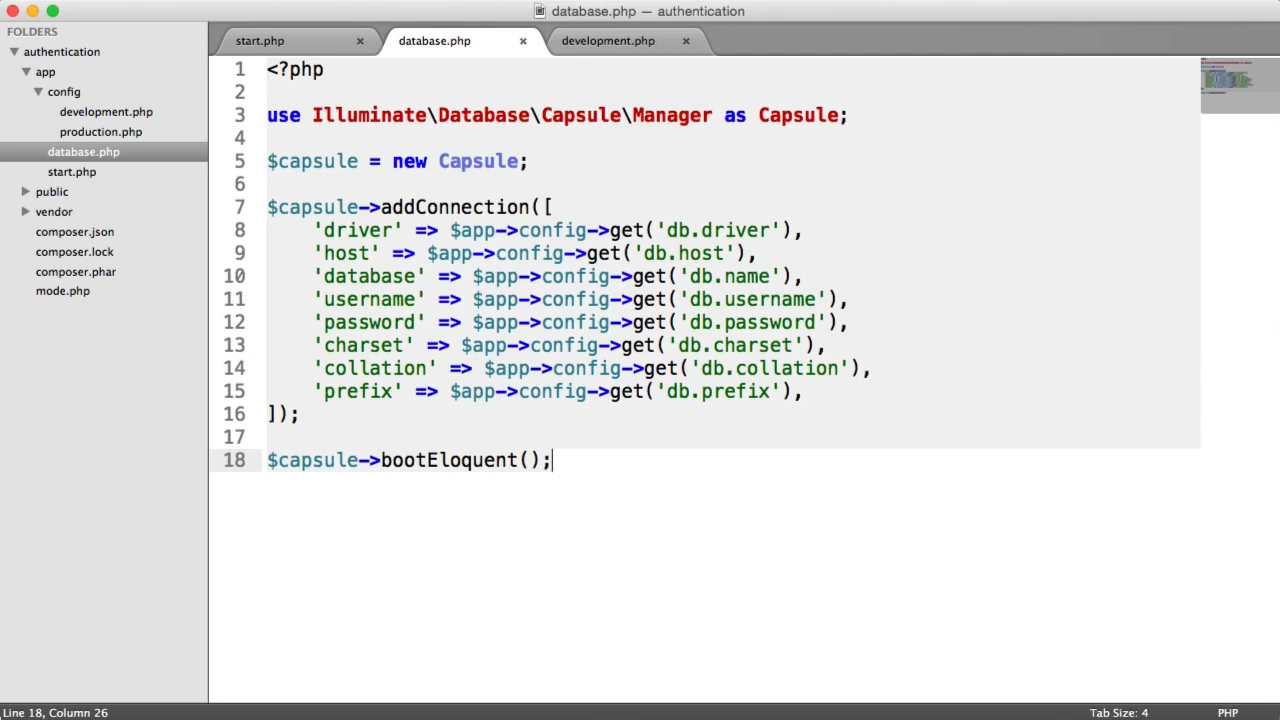 database.php — authentication
FOLDERS
authentication
app
config
development.php
production.php
database.php
start.php
public
vendor
composer.json
composer.lock
composer.phar
mode.php
start.php × database.php × development.php ×
1 <?php
2
3 use Illuminate\Database\Capsule\Manager as Capsule;
4
5 $capsule = new Capsule;
6
7 $capsule->addConnection([
8 'driver' => $app->config->get('db.driver'),
9 'host' => $app->config->get('db.host'),
10 'database' => $app->config->get('db.name'),
11 'username' => $app->config->get('db.username'),
12 'password' => $app->config->get('db.password'),
13 'charset' => $app->config->get('db.charset'),
14 'collation' => $app->config->get('db.collation'),
15 'prefix' => $app->config->get('db.prefix'),
16 ]);
17
18 $capsule->bootEloquent();
Line 18, Column 26 Tab Size: 4 PHP